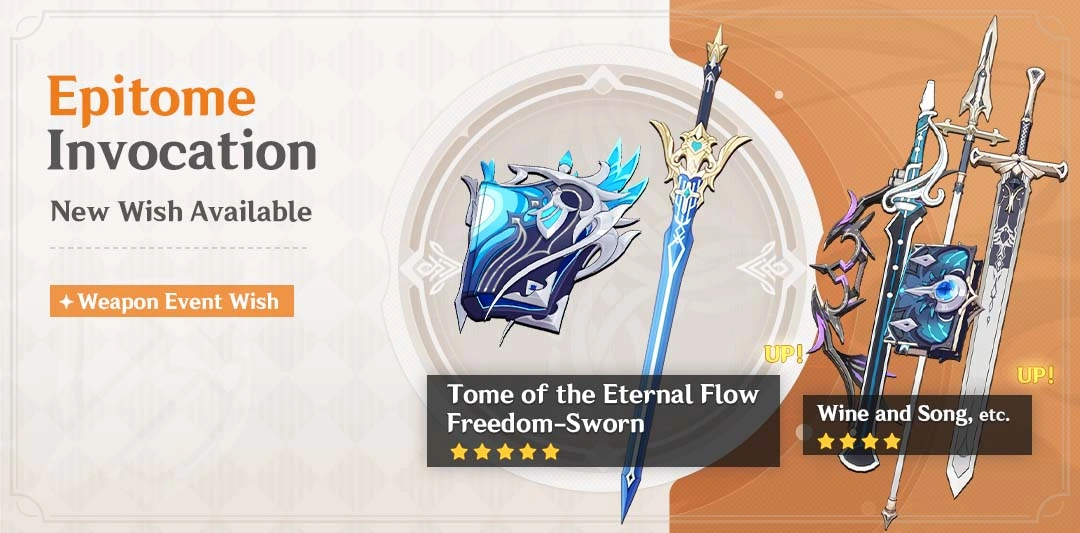 Epitome
Invocation
New Wish Available
Weapon Event Wish
Tome of the Eternal Flow
Freedom-Sworn
UP!
Wine and Song, etc.
UP!